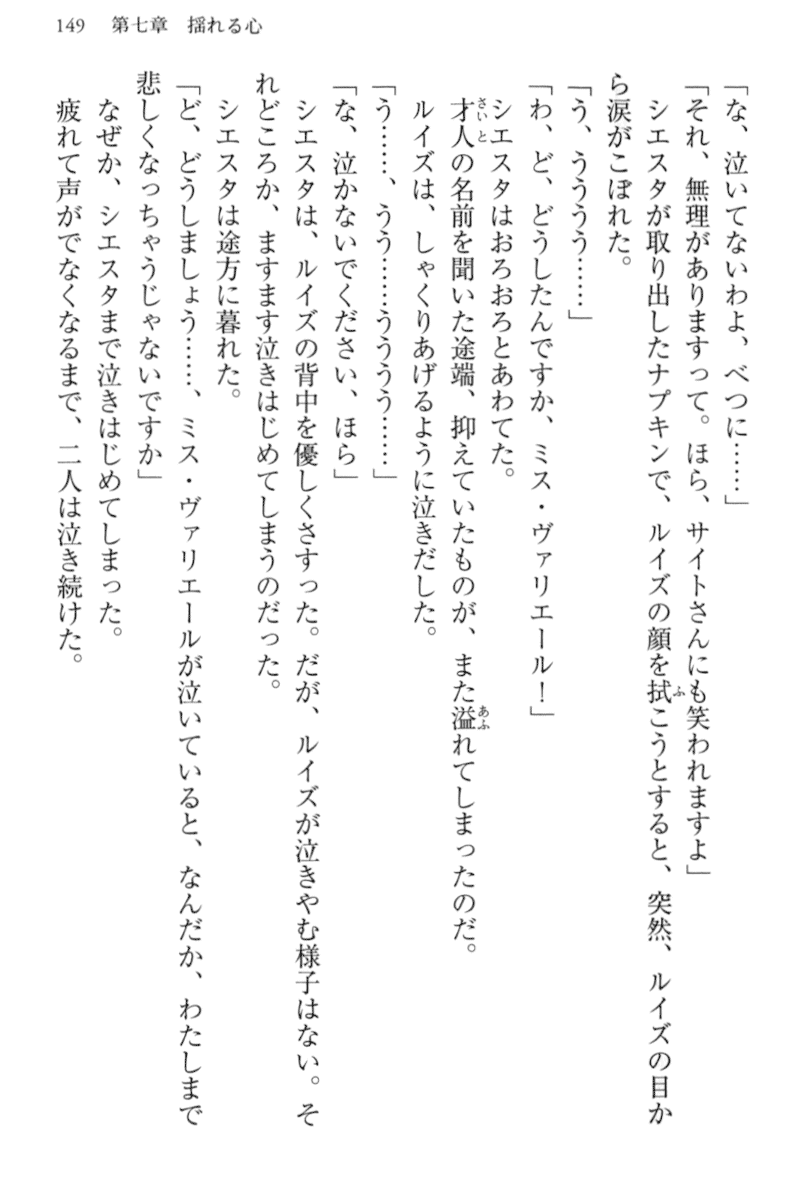 149　第七章　揺れる心
「な、泣いてないわよ、べつに……」
「それ、無理がありますって。ほら、サイトさんにも笑われますよ」
　シエスタが取り出したナプキンで、ルイズの顔を拭こうとすると、突然、ルイズの目か
ら涙がこぼれた。
「う、うううう……」
「わ、ど、どうしたんですか、ミス・ヴァリエール！」
　シエスタはおろおろとあわてた。
　才人の名前を聞いた途端、抑えていたものが、また溢れてしまったのだ。
　ルイズは、しゃくりあげるように泣きだした。
「う……、うう……うううう……」
「な、泣かないでください、ほら」
　シエスタは、ルイズの背中を優しくさすった。だが、ルイズが泣きやむ様子はない。そ
れどころか、ますます泣きはじめてしまうのだった。
　シエスタは途方に暮れた。
「ど、どうしましょう……、ミス・ヴァリエールが泣いていると、なんだか、わたしまで
悲しくなっちゃうじゃないですか」
　なぜか、シエスタまで泣きはじめてしまった。
　疲れて声がでなくなるまで、二人は泣き続けた。